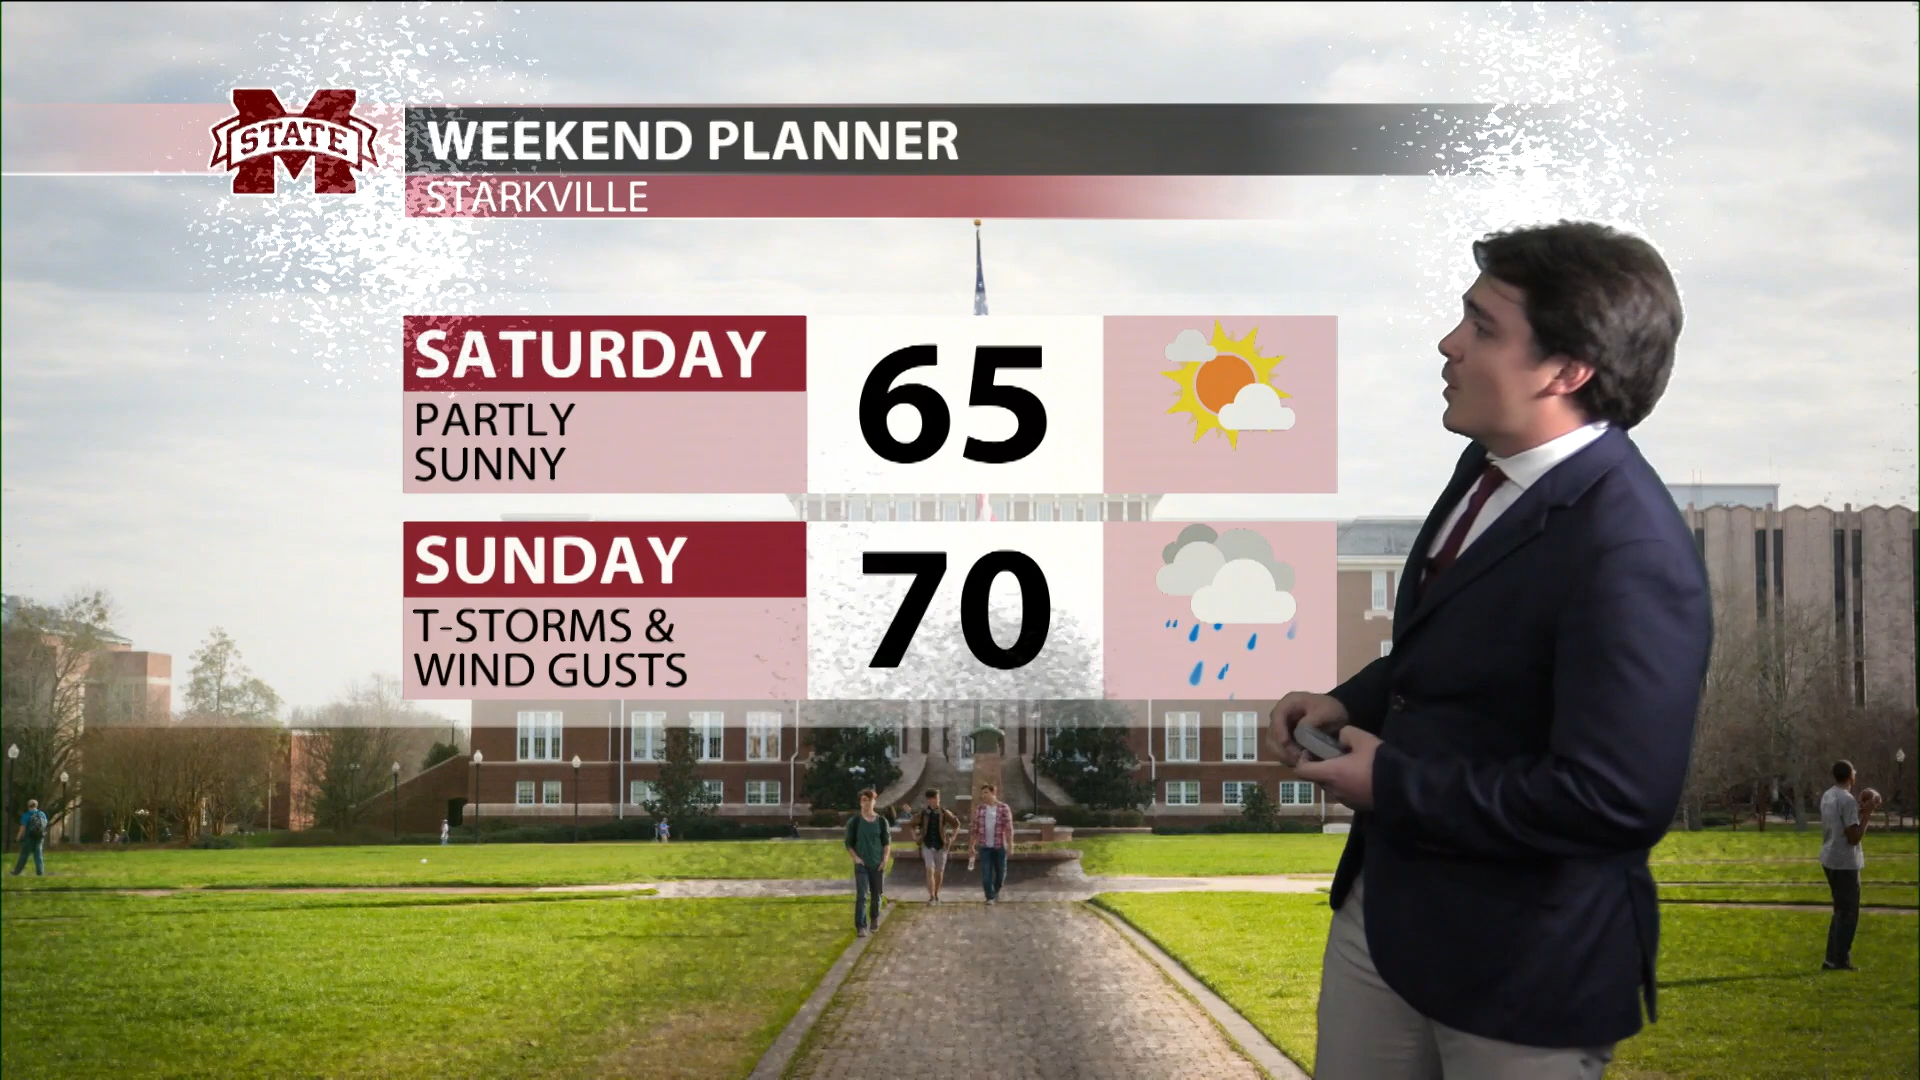 STATE
WEEKEND PLANNER
STARKVILLE
SATURDAY
PARTLY
SUNNY
65
SUNDAY
T-STORMS &
WIND GUSTS
70